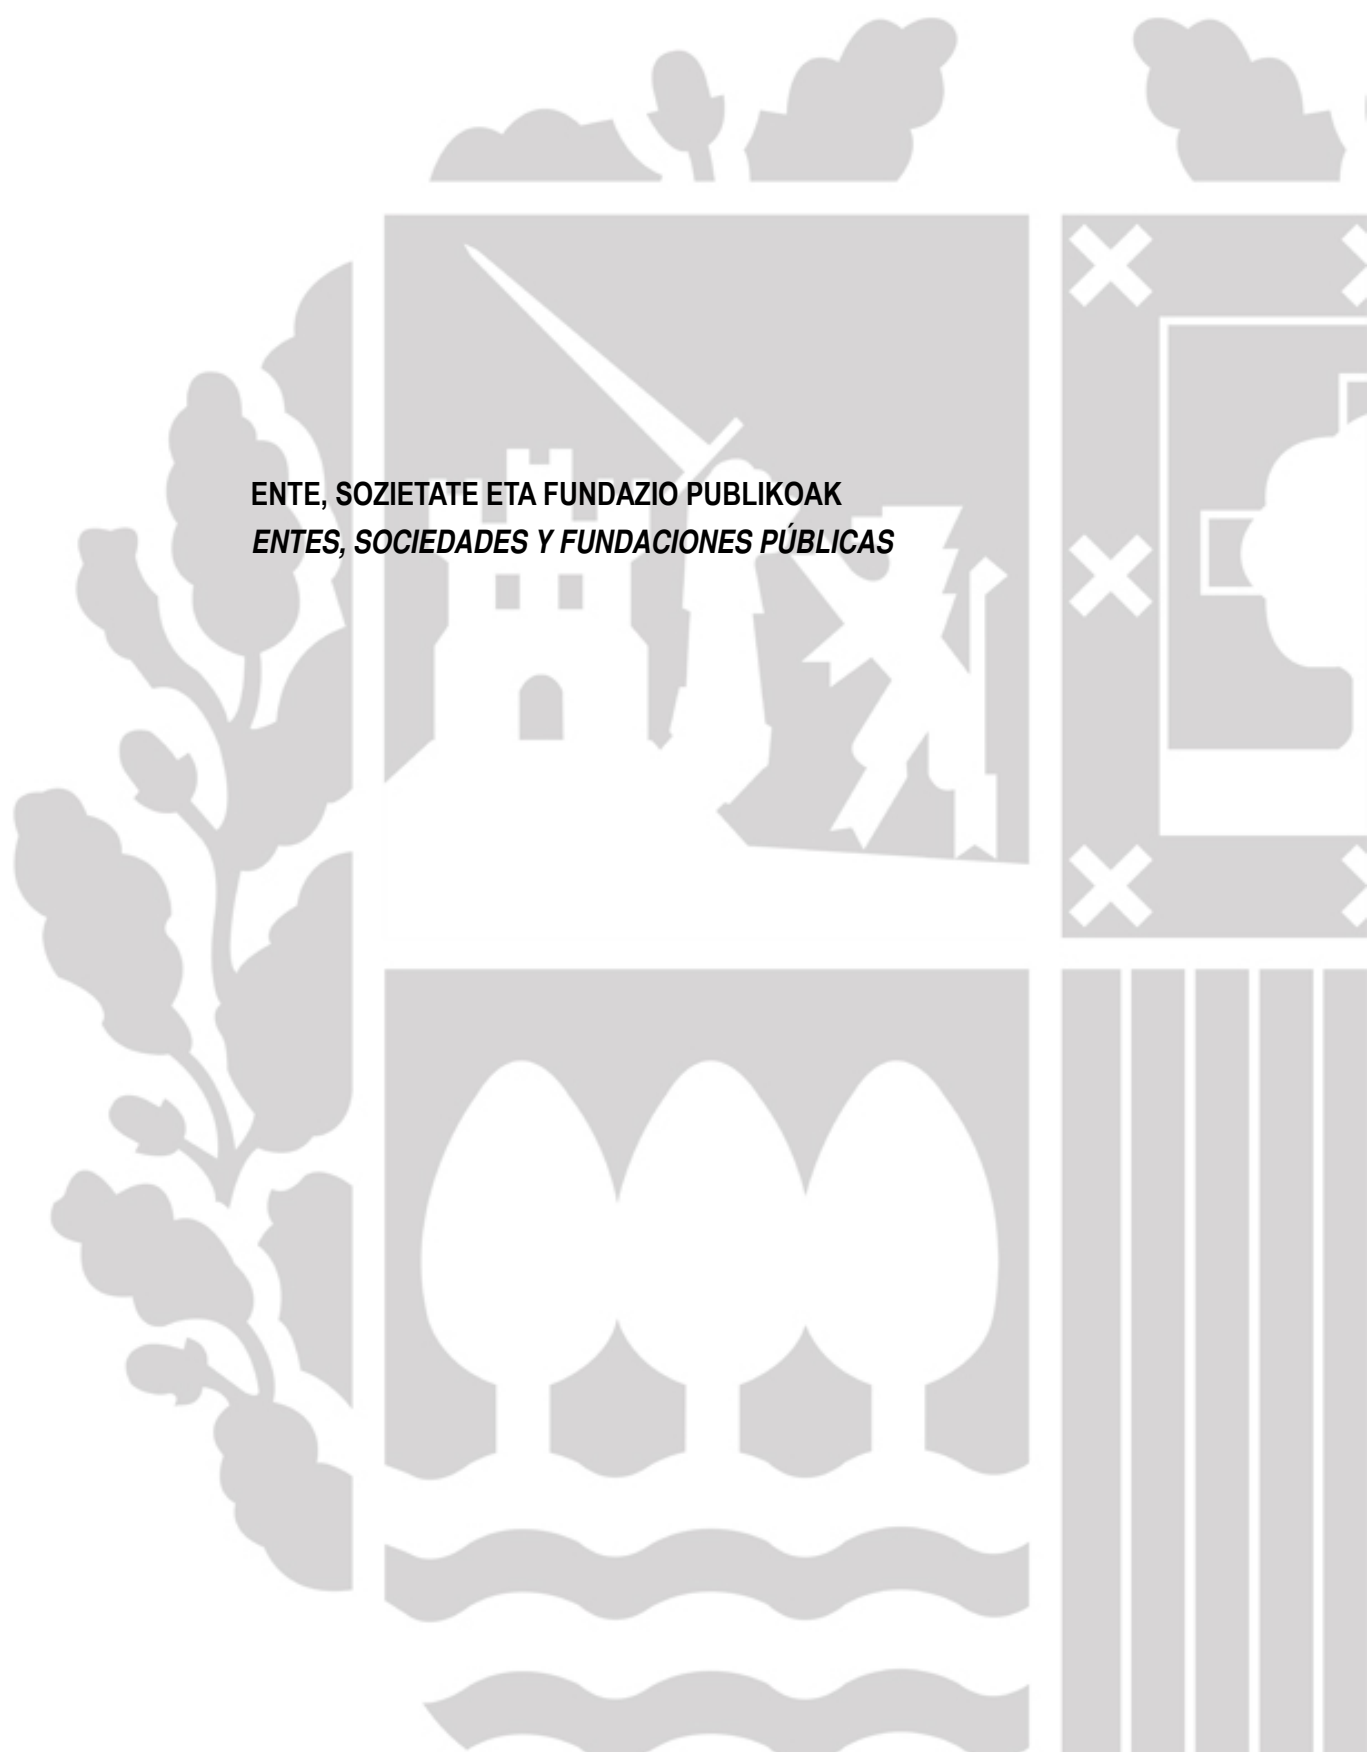 ENTE, SOZIETATE ETA FUNDAZIO PUBLIKOAK
ENTES, SOCIEDADES Y FUNDACIONES PÚBLICAS